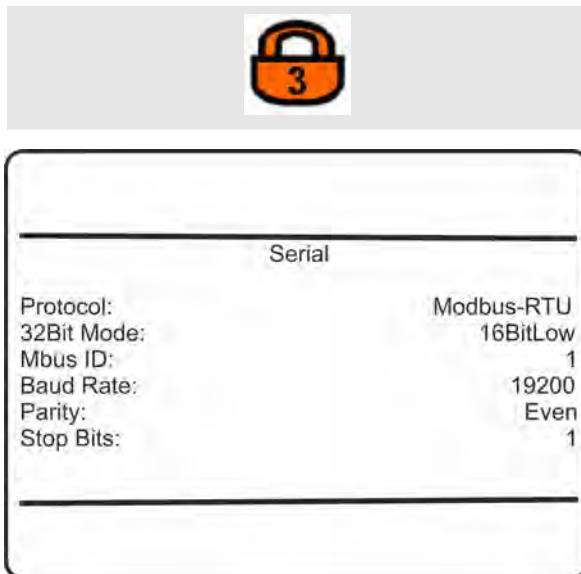 3
Serial
Protocol: Modbus-RTU
32Bit Mode: 16BitLow
Mbus ID: 1
Baud Rate: 19200
Parity: Even
Stop Bits: 1